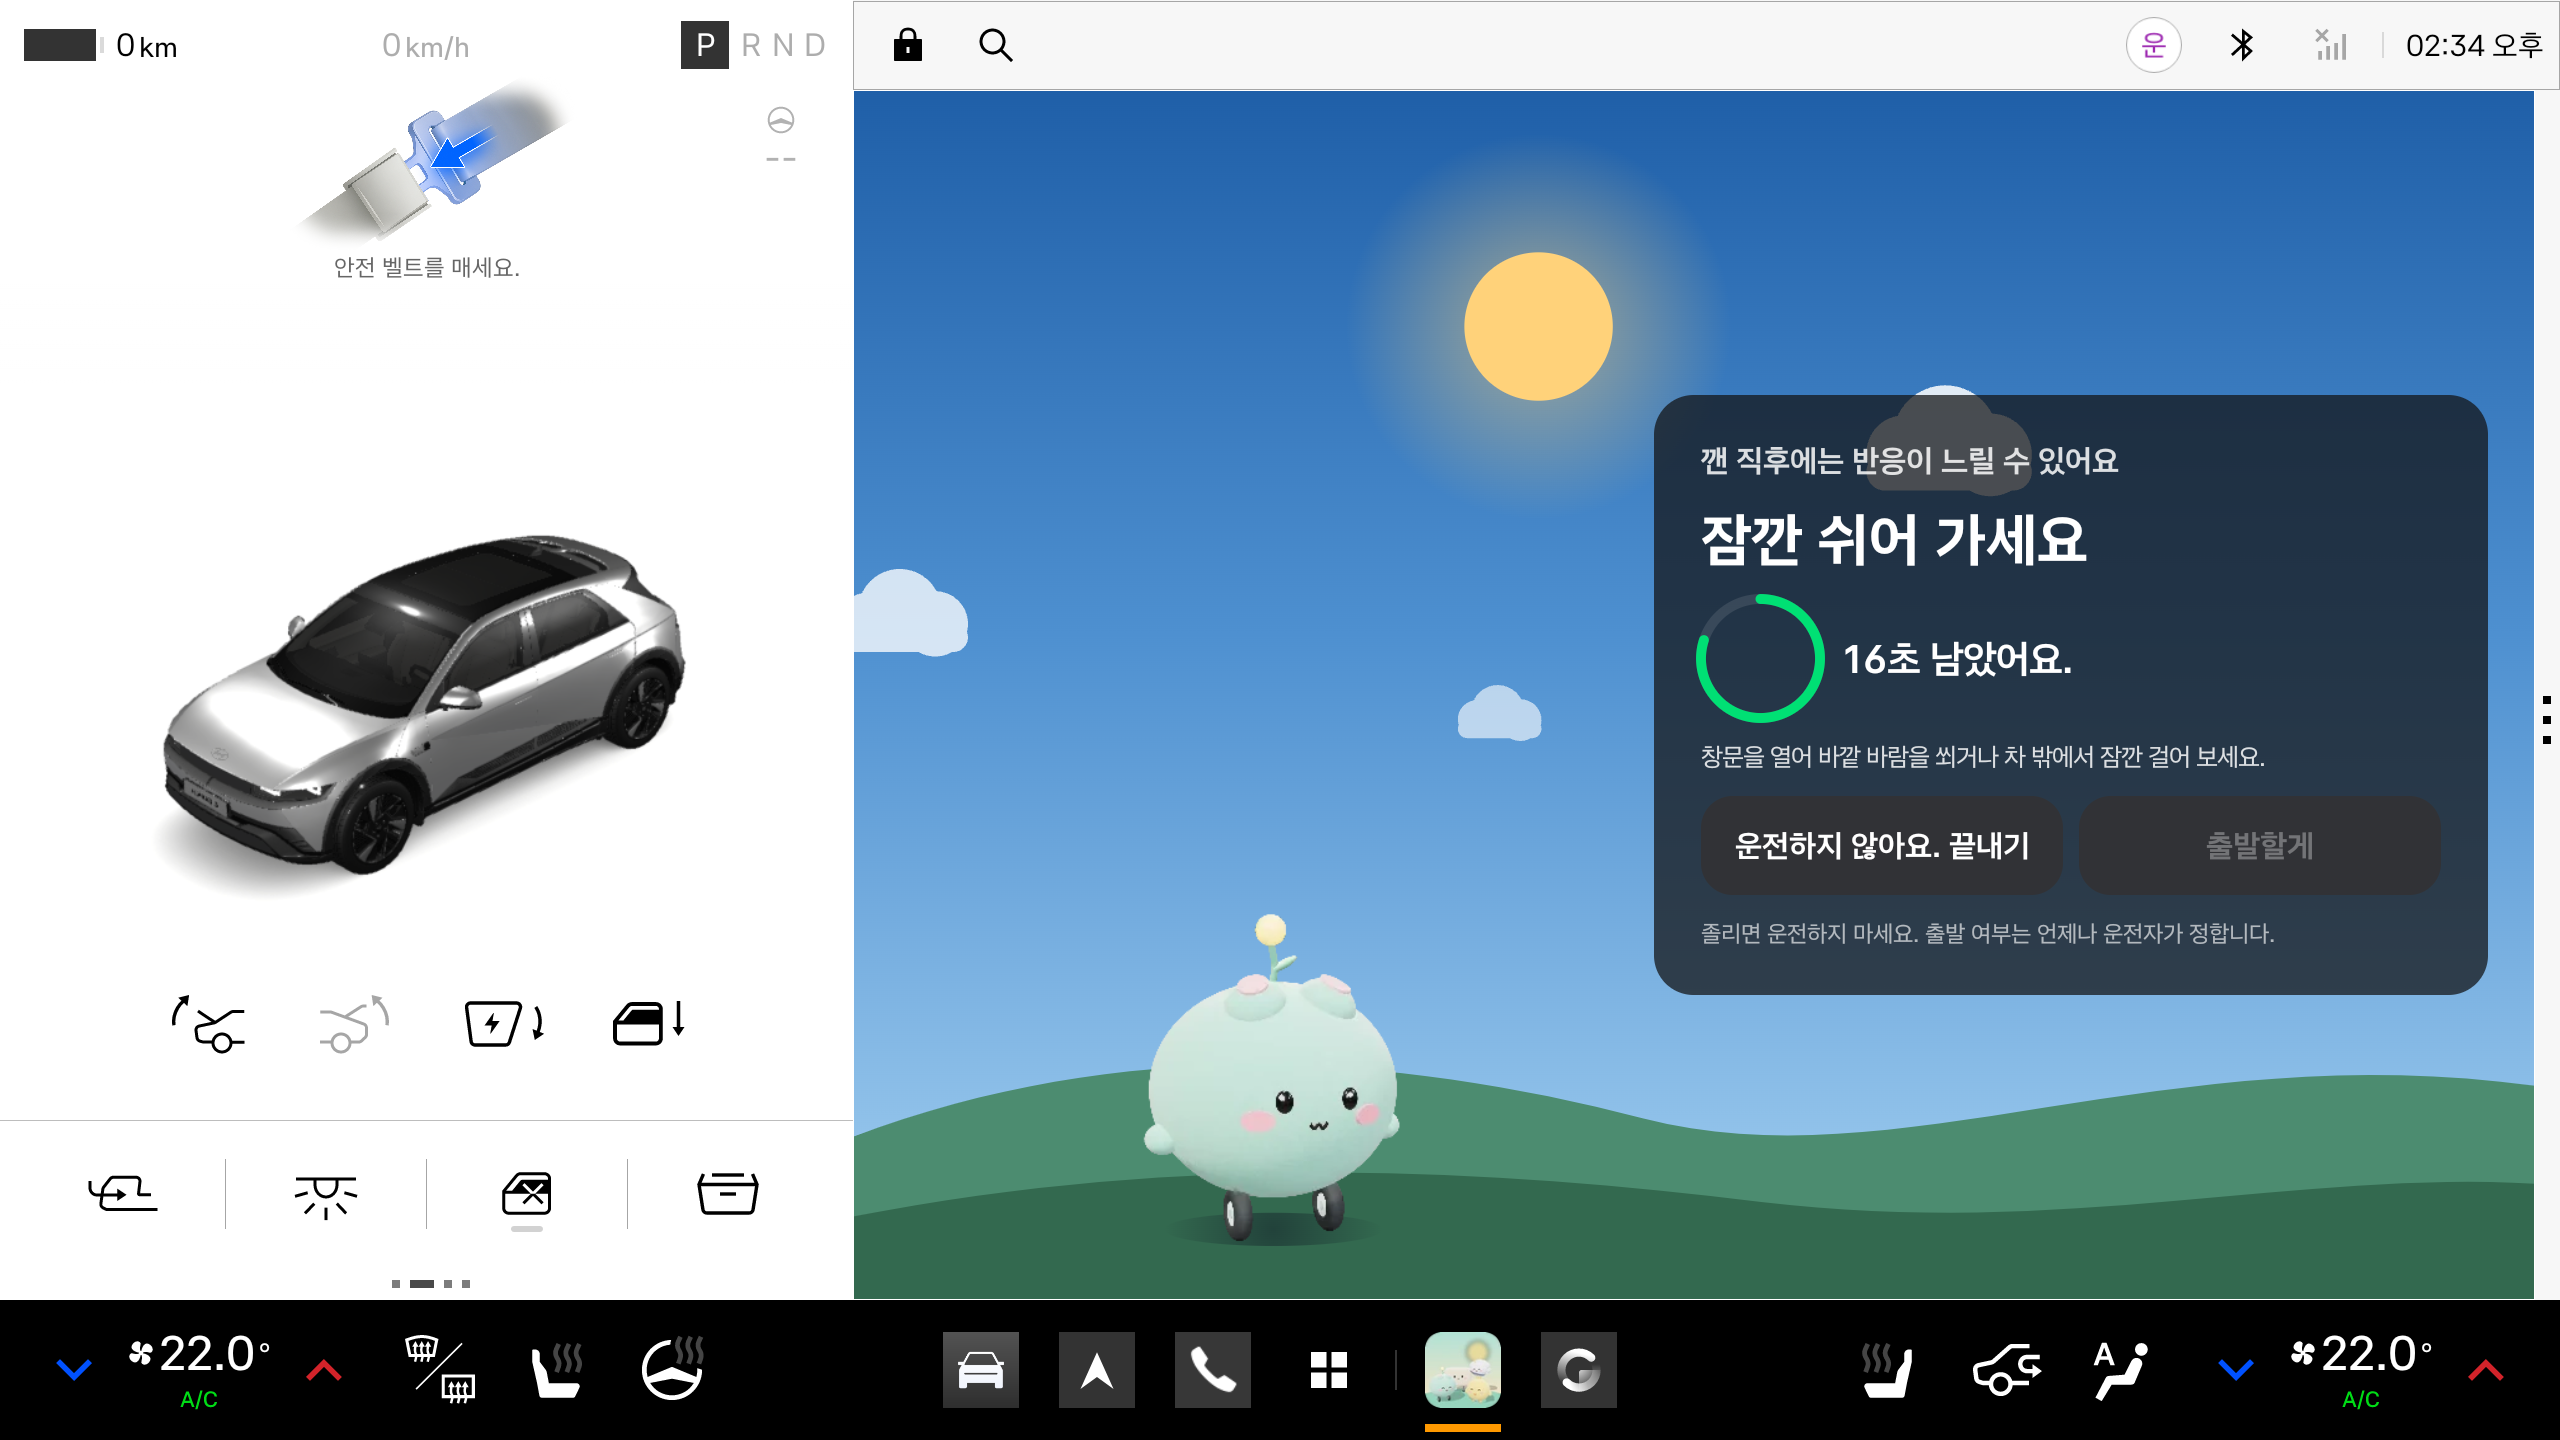 0 km
0 km/h
P R N D
운
02:34 오후
안전 벨트를 매세요.
깬 직후에는 반응이 느릴 수 있어요
잠깐 쉬어 가세요
16초 남았어요.
창문을 열어 바깥 바람을 쐬거나 차 밖에서 잠깐 걸어 보세요.
운전하지 않아요. 끝내기
출발할게
졸리면 운전하지 마세요. 출발 여부는 언제나 운전자가 정합니다.
22.0°
A/C
A
22.0°
A/C